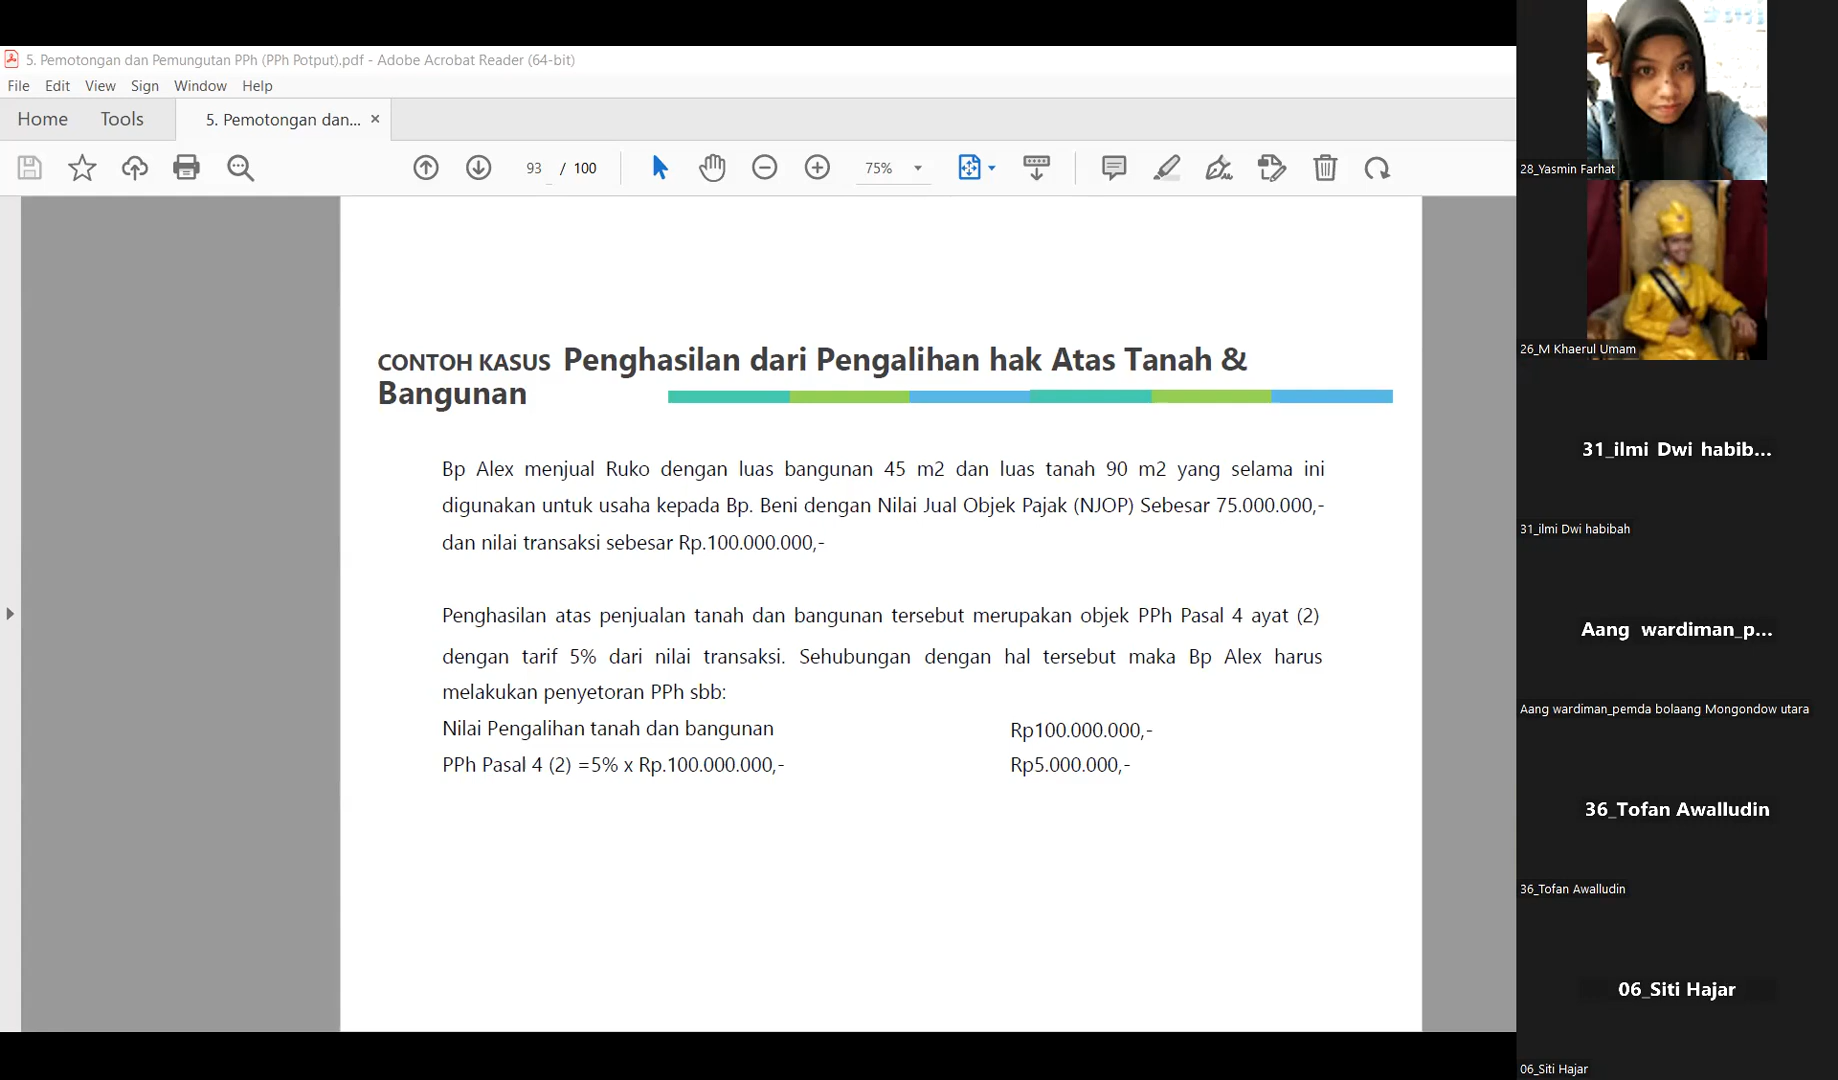 5. Pemotongan dan Pemungutan PPh (PPh Potput).pdf - Adobe Acrobat Reader (64-bit)
File Edit View Sign Window Help
Home Tools 5. Pemotongan dan... ×
93 / 100 75%
CONTOH KASUS Penghasilan dari Pengalihan hak Atas Tanah &
Bangunan
Bp Alex menjual Ruko dengan luas bangunan 45 m2 dan luas tanah 90 m2 yang selama ini
digunakan untuk usaha kepada Bp. Beni dengan Nilai Jual Objek Pajak (NJOP) Sebesar 75.000.000,-
dan nilai transaksi sebesar Rp.100.000.000,-
Penghasilan atas penjualan tanah dan bangunan tersebut merupakan objek PPh Pasal 4 ayat (2)
dengan tarif 5% dari nilai transaksi. Sehubungan dengan hal tersebut maka Bp Alex harus
melakukan penyetoran PPh sbb:
Nilai Pengalihan tanah dan bangunan Rp100.000.000,-
PPh Pasal 4 (2) =5% x Rp.100.000.000,- Rp5.000.000,-
28_Yasmin Farhat
26_M Khaerul Umam
31_ilmi Dwi habib...
31_ilmi Dwi habibah
Aang wardiman_p...
Aang wardiman_pemda bolaang Mongondow utara
36_Tofan Awalludin
36_Tofan Awalludin
06_Siti Hajar
06_Siti Hajar